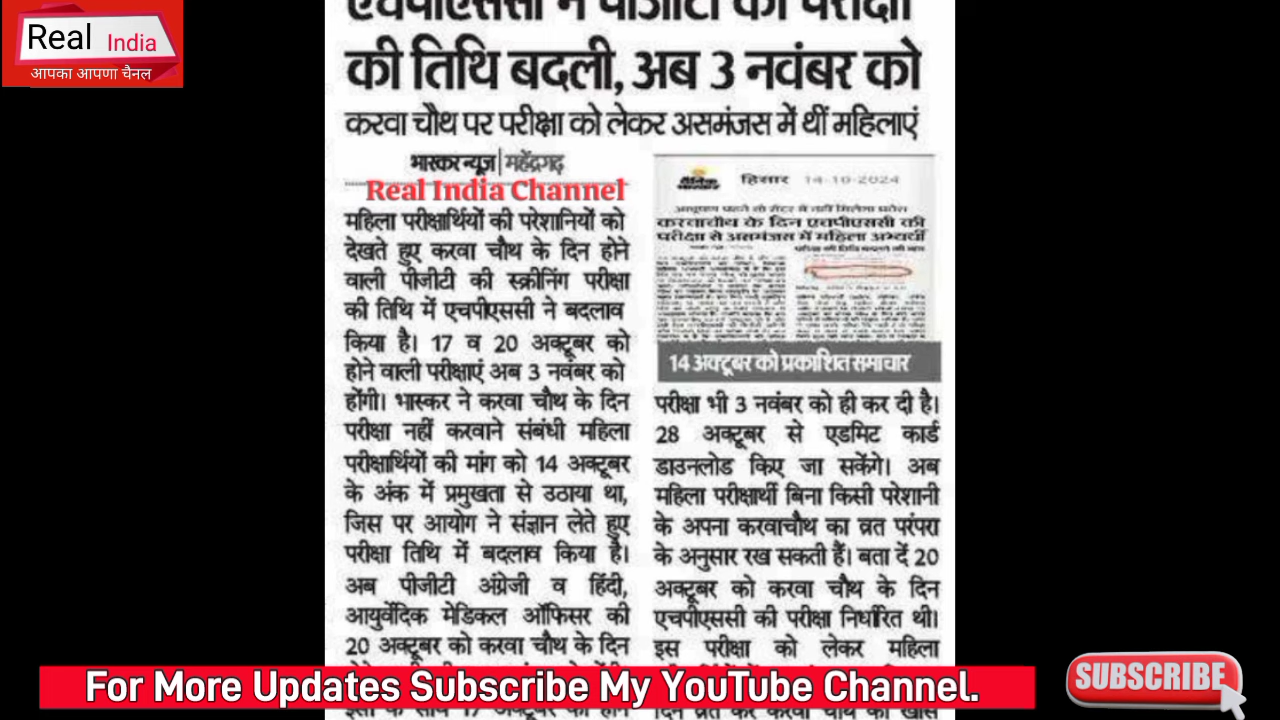 Real India
आपका आपणा चैनल
एचपीएससी ने पीजीटी की परीक्षा
की तिथि बदली, अब 3 नवंबर को
करवा चौथ पर परीक्षा को लेकर असमंजस में थीं महिलाएं
भास्कर न्यूज | महेंद्रगढ़
Real India Channel
महिला परीक्षार्थियों की परेशानियों को
देखते हुए करवा चौथ के दिन होने
वाली पीजीटी की स्क्रीनिंग परीक्षा
की तिथि में एचपीएससी ने बदलाव
किया है। 17 व 20 अक्टूबर को
होने वाली परीक्षाएं अब 3 नवंबर को
होंगी। भास्कर ने करवा चौथ के दिन
परीक्षा नहीं करवाने संबंधी महिला
परीक्षार्थियों की मांग को 14 अक्टूबर
के अंक में प्रमुखता से उठाया था,
जिस पर आयोग ने संज्ञान लेते हुए
परीक्षा तिथि में बदलाव किया है।
अब पीजीटी अंग्रेजी व हिंदी,
आयुर्वेदिक मेडिकल ऑफिसर की
20 अक्टूबर को करवा चौथ के दिन
दैनिक भास्कर
हिसार 14-10-2024
करवाचौथ के दिन एचपीएससी की
परीक्षा से असमंजस में महिला अभ्यर्थी
14 अक्टूबर को प्रकाशित समाचार
परीक्षा भी 3 नवंबर को ही कर दी है।
28 अक्टूबर से एडमिट कार्ड
डाउनलोड किए जा सकेंगे। अब
महिला परीक्षार्थी बिना किसी परेशानी
के अपना करवाचौथ का व्रत परंपरा
के अनुसार रख सकती हैं। बता दें 20
अक्टूबर को करवा चौथ के दिन
एचपीएससी की परीक्षा निर्धारित थी।
इस परीक्षा को लेकर महिला
For More Updates Subscribe My YouTube Channel.
SUBSCRIBE